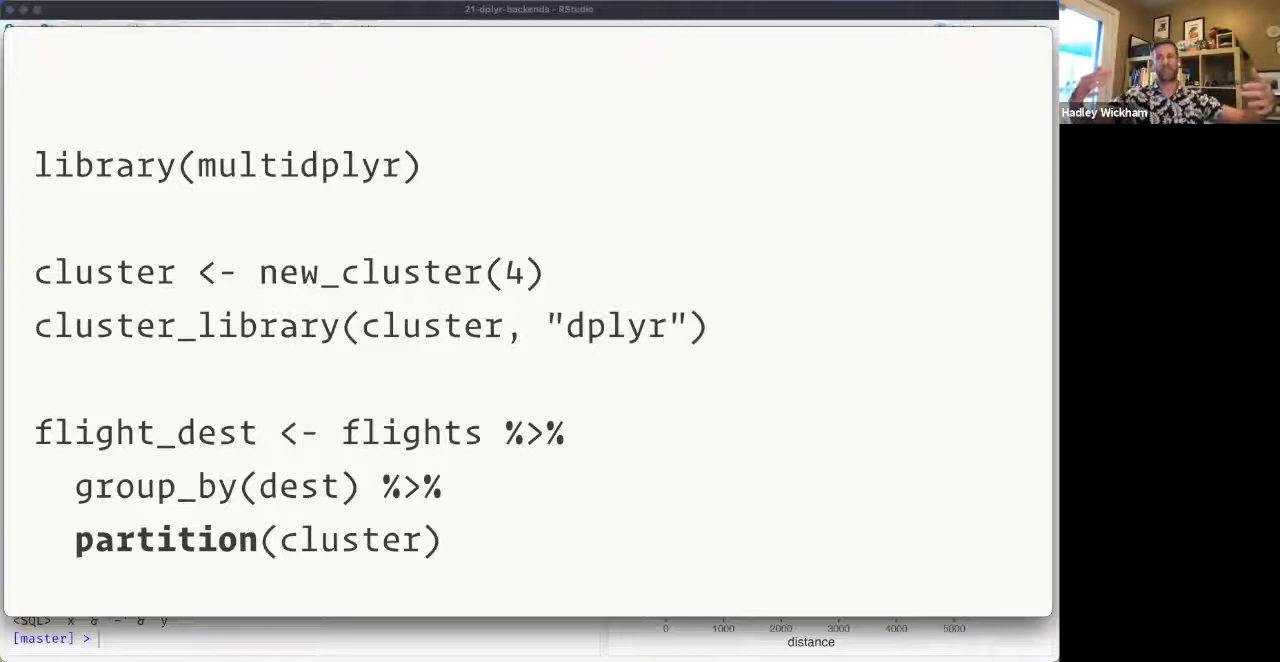 21-dplyr-backends - RStudio
library(multidplyr)
cluster <- new_cluster(4)
cluster_library(cluster, "dplyr")
flight_dest <- flights %>%
group_by(dest) %>%
partition(cluster)
<SQL> `x` & '-' & `y`
[master] >
0 1000 2000 3000 4000 5000
distance
Hadley Wickham